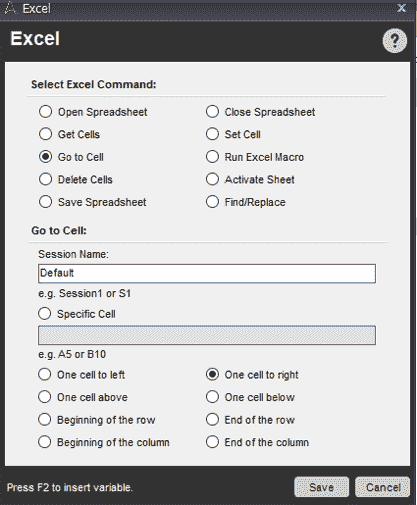 Excel
Excel
?
Select Excel Command:
Open Spreadsheet Close Spreadsheet
Get Cells Set Cell
Go to Cell Run Excel Macro
Delete Cells Activate Sheet
Save Spreadsheet Find/Replace
Go to Cell:
Session Name:
Default
e.g. Session1 or S1
Specific Cell
e.g. A5 or B10
One cell to left One cell to right
One cell above One cell below
Beginning of the row End of the row
Beginning of the column End of the column
Press F2 to insert variable. Save Cancel